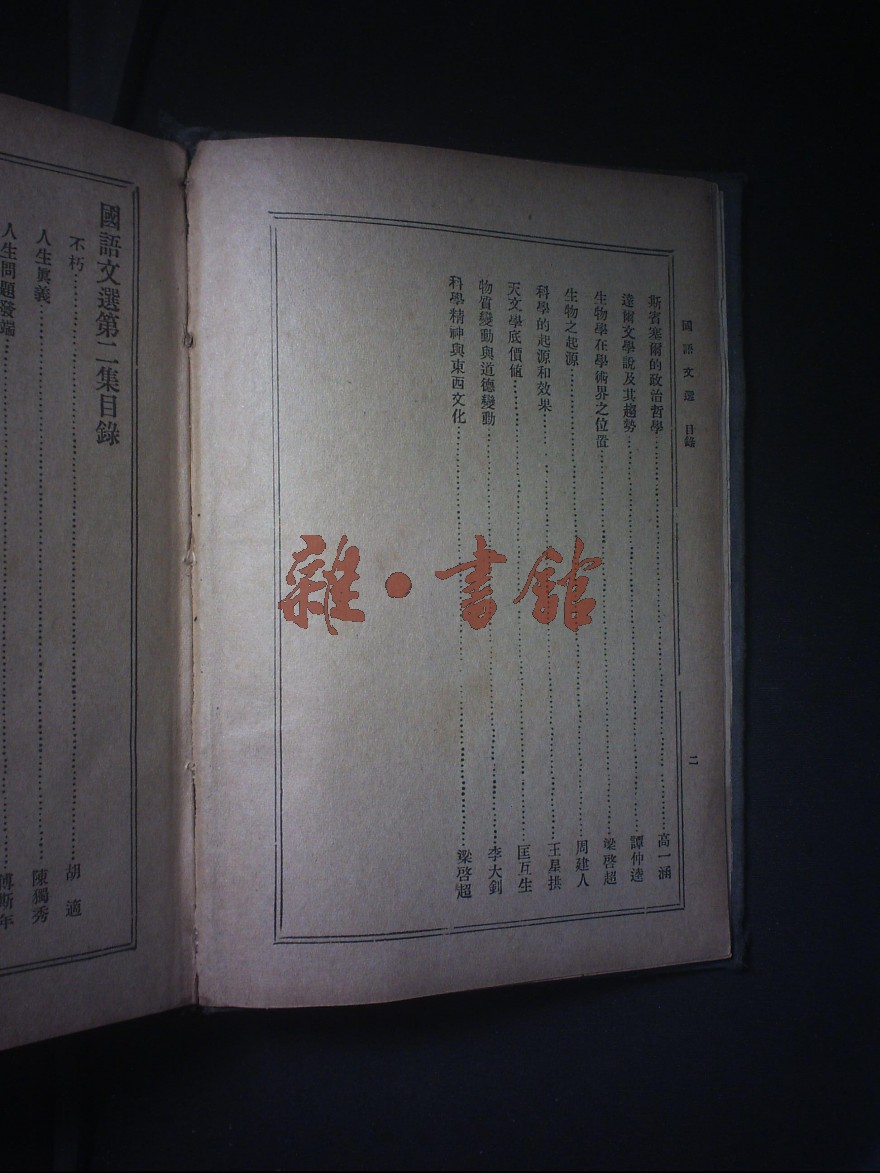 國語文選 目錄
二
斯賓塞爾的政治哲學 高一涵
達爾文學說及其趨勢 譚仲逵
生物學在學術界之位置 梁啓超
生物之起源 周建人
科學的起源和效果 王星拱
天文學底價值 匡互生
物質變動與道德變動 李大釗
科學精神與東西文化 梁啓超
國語文選第二集目錄
不朽 胡適
人生眞義 陳獨秀
人生問題發端 傅斯年
雜·書館